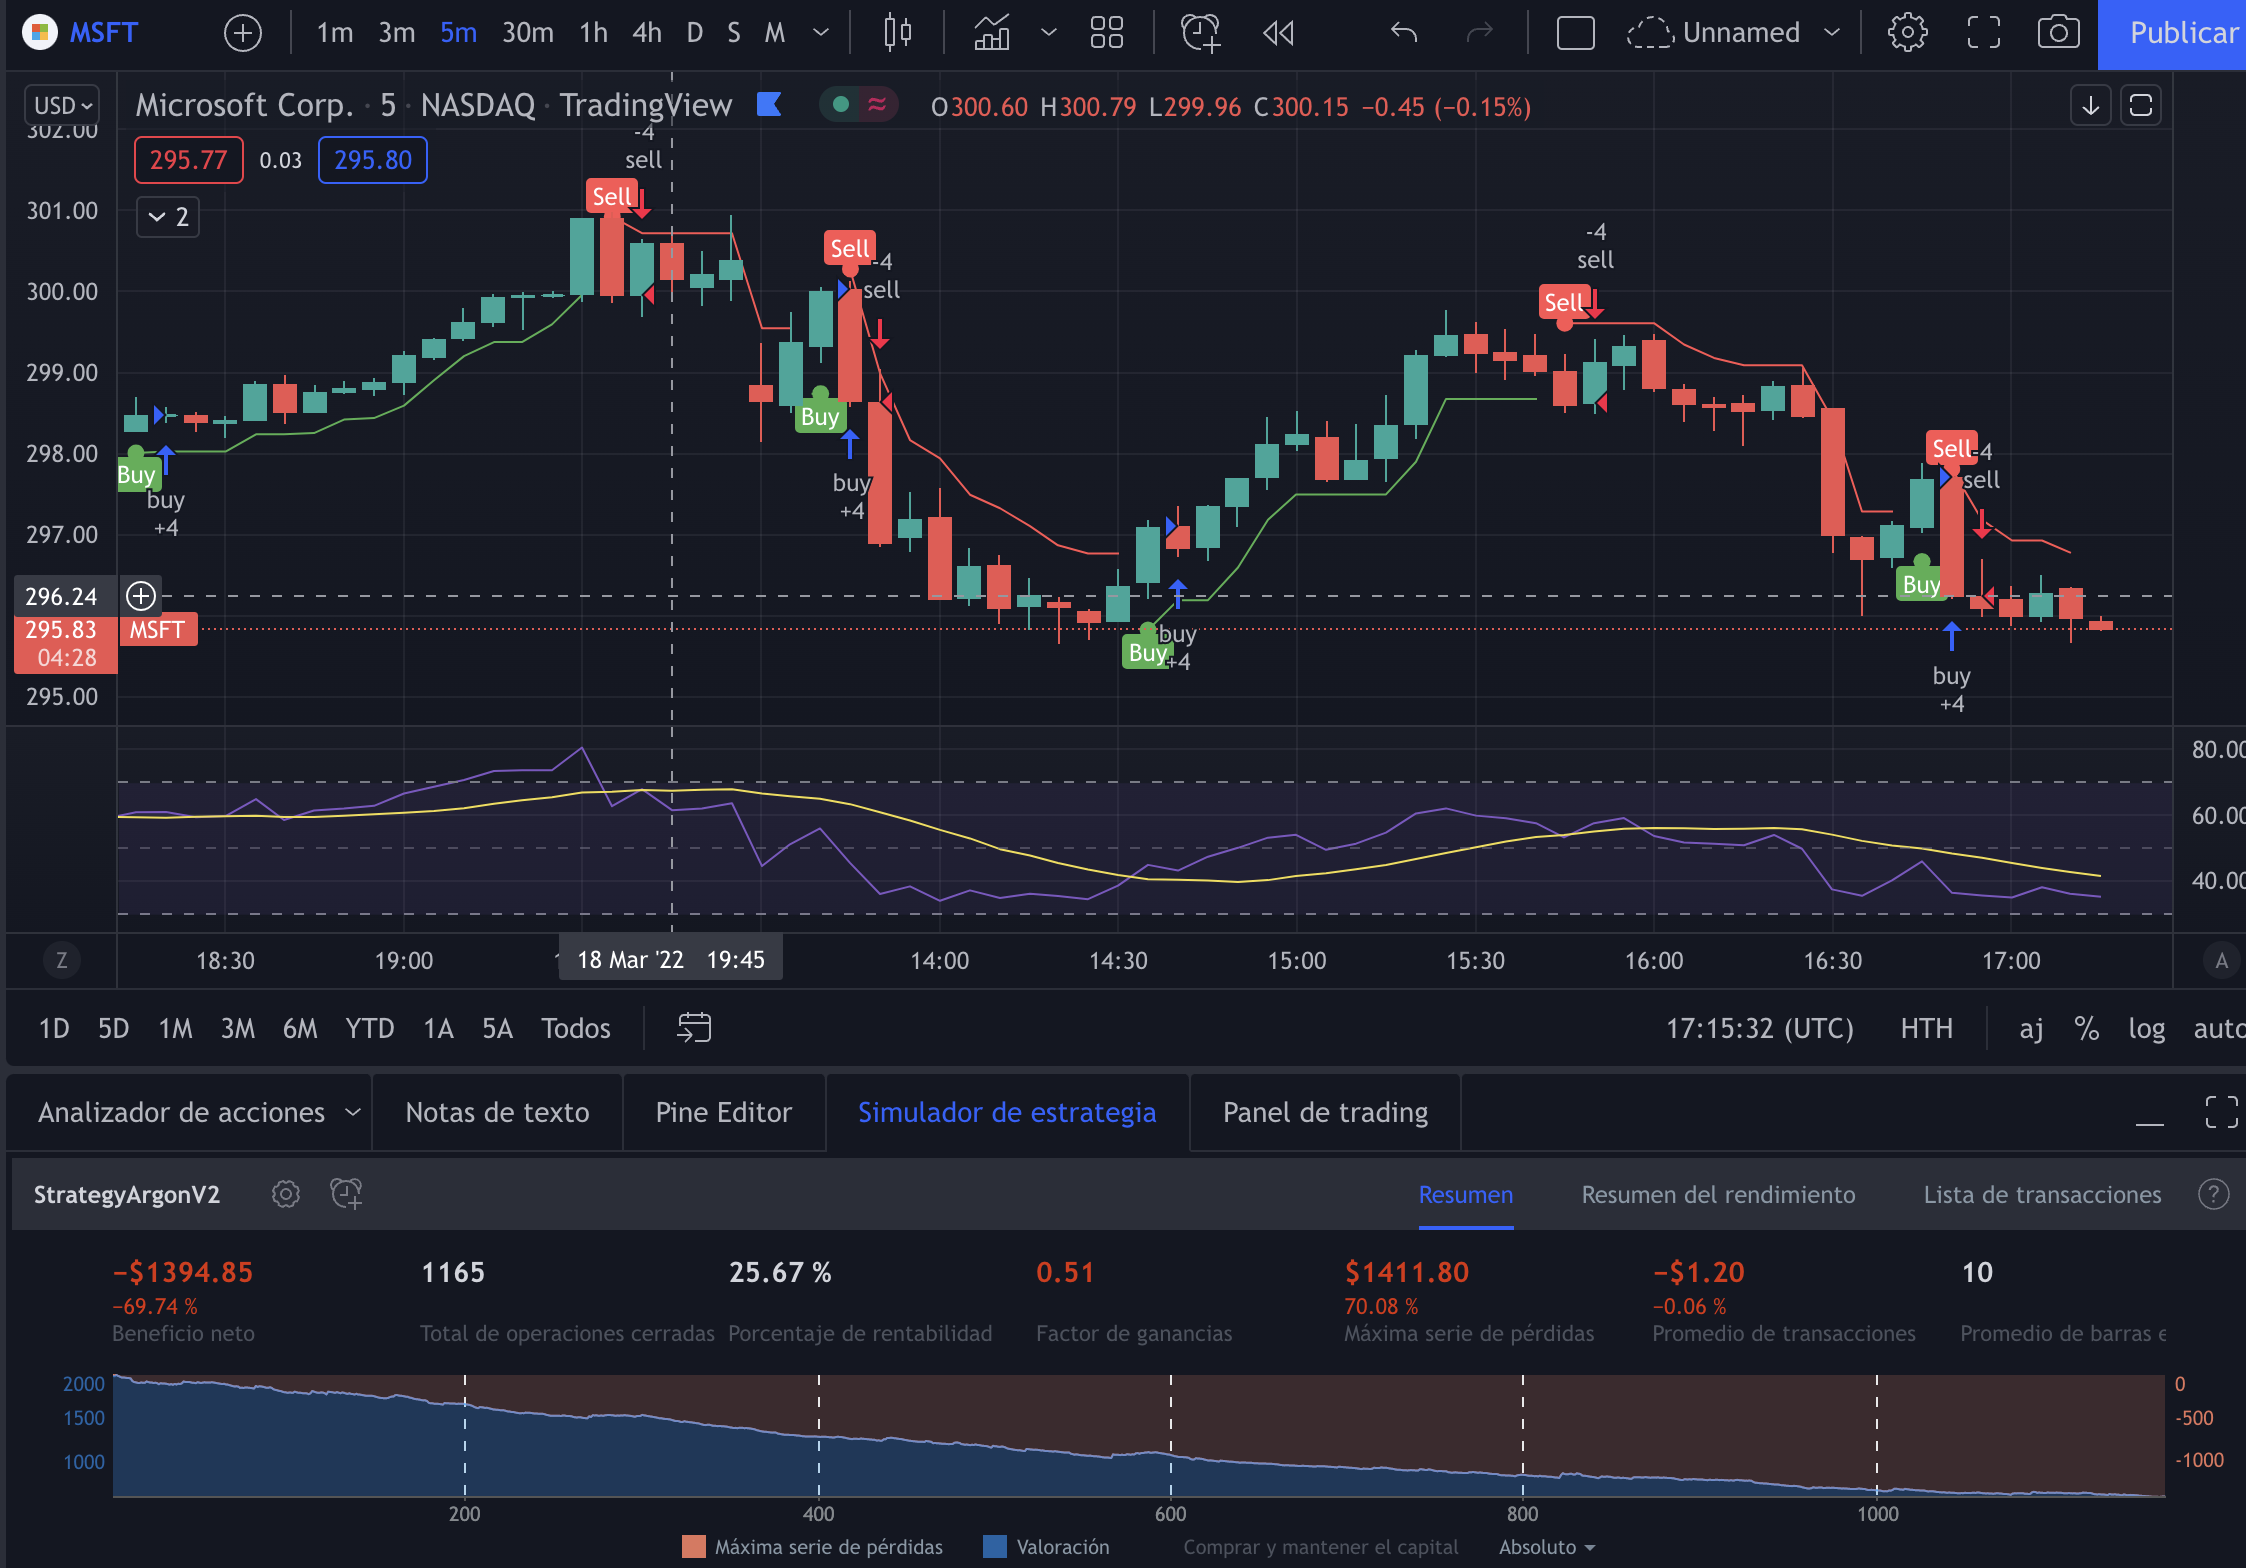 MSFT 1m 3m 5m 30m 1h 4h D S M Unnamed Publicar
USD Microsoft Corp. · 5 · NASDAQ · TradingView O300.60 H300.79 L299.96 C300.15 −0.45 (−0.15%)
295.77 0.03 295.80
2
302.00
301.00
300.00
299.00
298.00
297.00
296.24
295.83 MSFT
04:28
295.00
-4
sell
Sell
Sell
-4
sell
-4
sell
Sell
Sell
-4
sell
Buy
buy
+4
Buy
buy
+4
Buy
buy
+4
Buy
buy
+4
80.00
60.00
40.00
Z 18:30 19:00 18 Mar '22 19:45 14:00 14:30 15:00 15:30 16:00 16:30 17:00 A
1D 5D 1M 3M 6M YTD 1A 5A Todos 17:15:32 (UTC) HTH aj % log auto
Analizador de acciones Notas de texto Pine Editor Simulador de estrategia Panel de trading
StrategyArgonV2 Resumen Resumen del rendimiento Lista de transacciones ?
−$1394.85 1165 25.67 % 0.51 $1411.80 −$1.20 10
−69.74 % 70.08 % −0.06 %
Beneficio neto Total de operaciones cerradas Porcentaje de rentabilidad Factor de ganancias Máxima serie de pérdidas Promedio de transacciones Promedio de barras
2000 0
1500 -500
1000 -1000
200 400 600 800 1000
Máxima serie de pérdidas Valoración Comprar y mantener el capital Absoluto